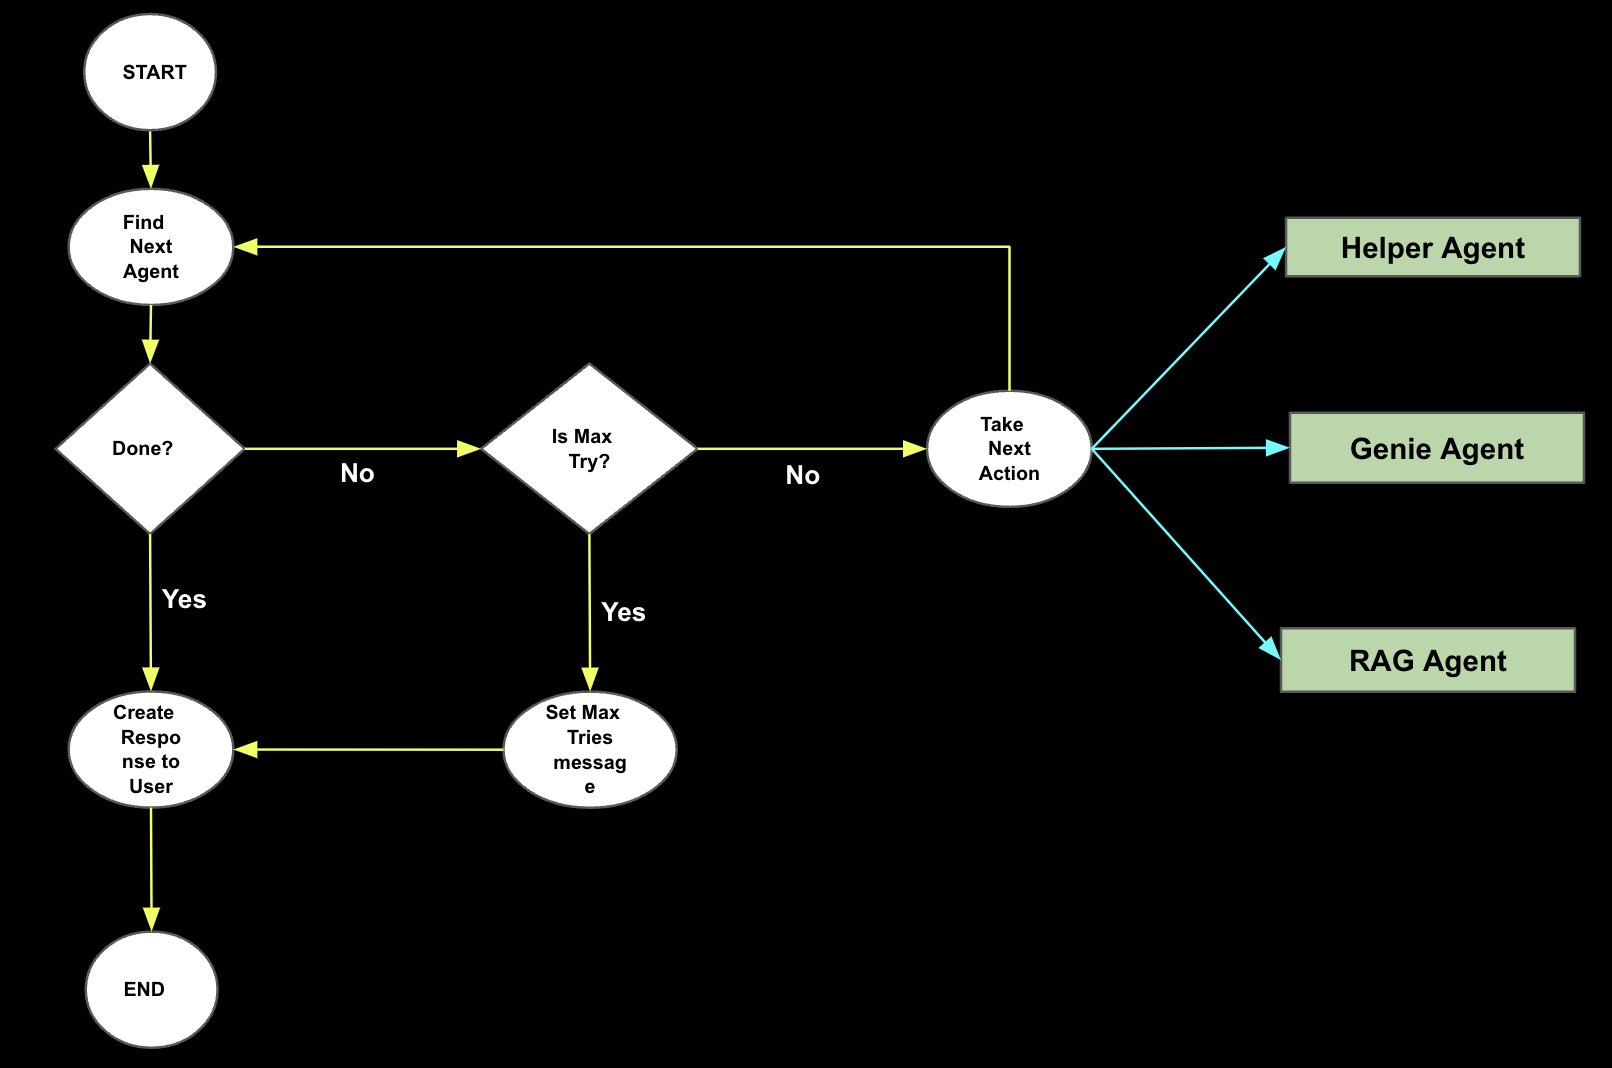 START
Find
Next
Agent
Helper Agent
Done?
No
Is Max
Try?
No
Take
Next
Action
Genie Agent
Yes
Yes
RAG Agent
Create
Respo
nse to
User
Set Max
Tries
messag
e
END